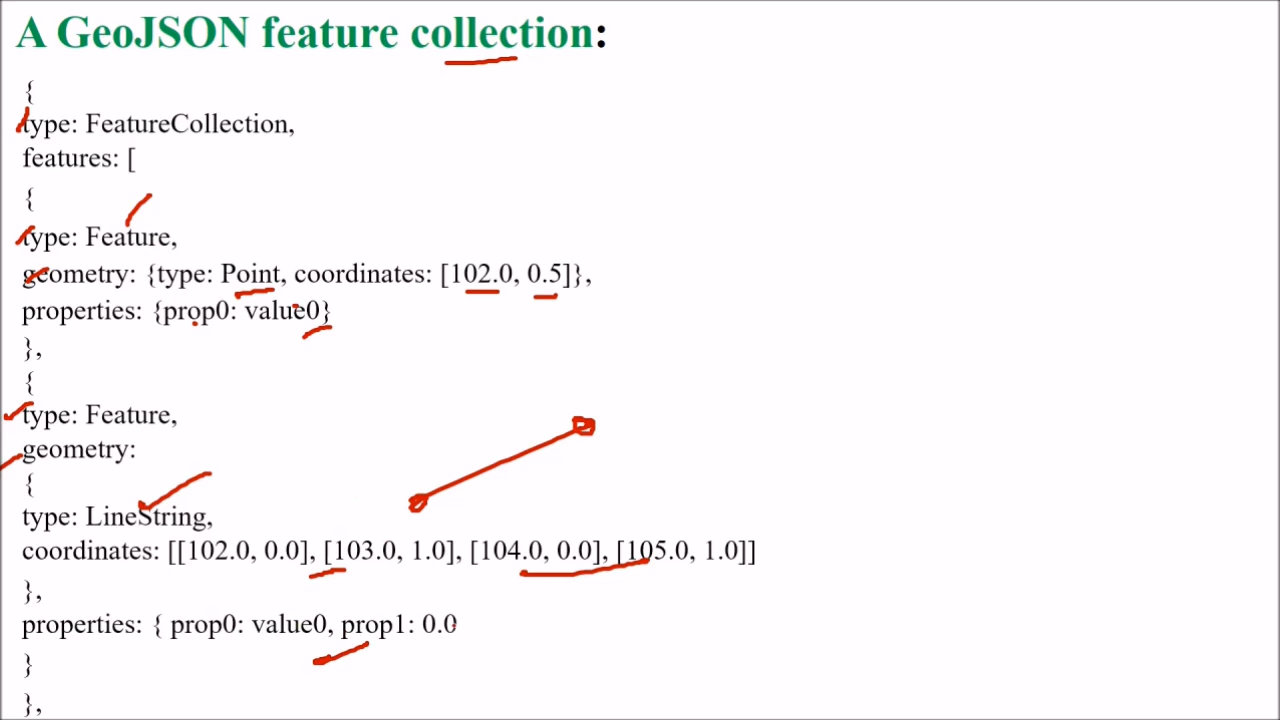 A GeoJSON feature collection:
{
type: FeatureCollection,
features: [
{
type: Feature,
geometry: {type: Point, coordinates: [102.0, 0.5]},
properties: {prop0: value0}
},
{
type: Feature,
geometry:
{
type: LineString,
coordinates: [[102.0, 0.0], [103.0, 1.0], [104.0, 0.0], [105.0, 1.0]]
},
properties: { prop0: value0, prop1: 0.0
}
},